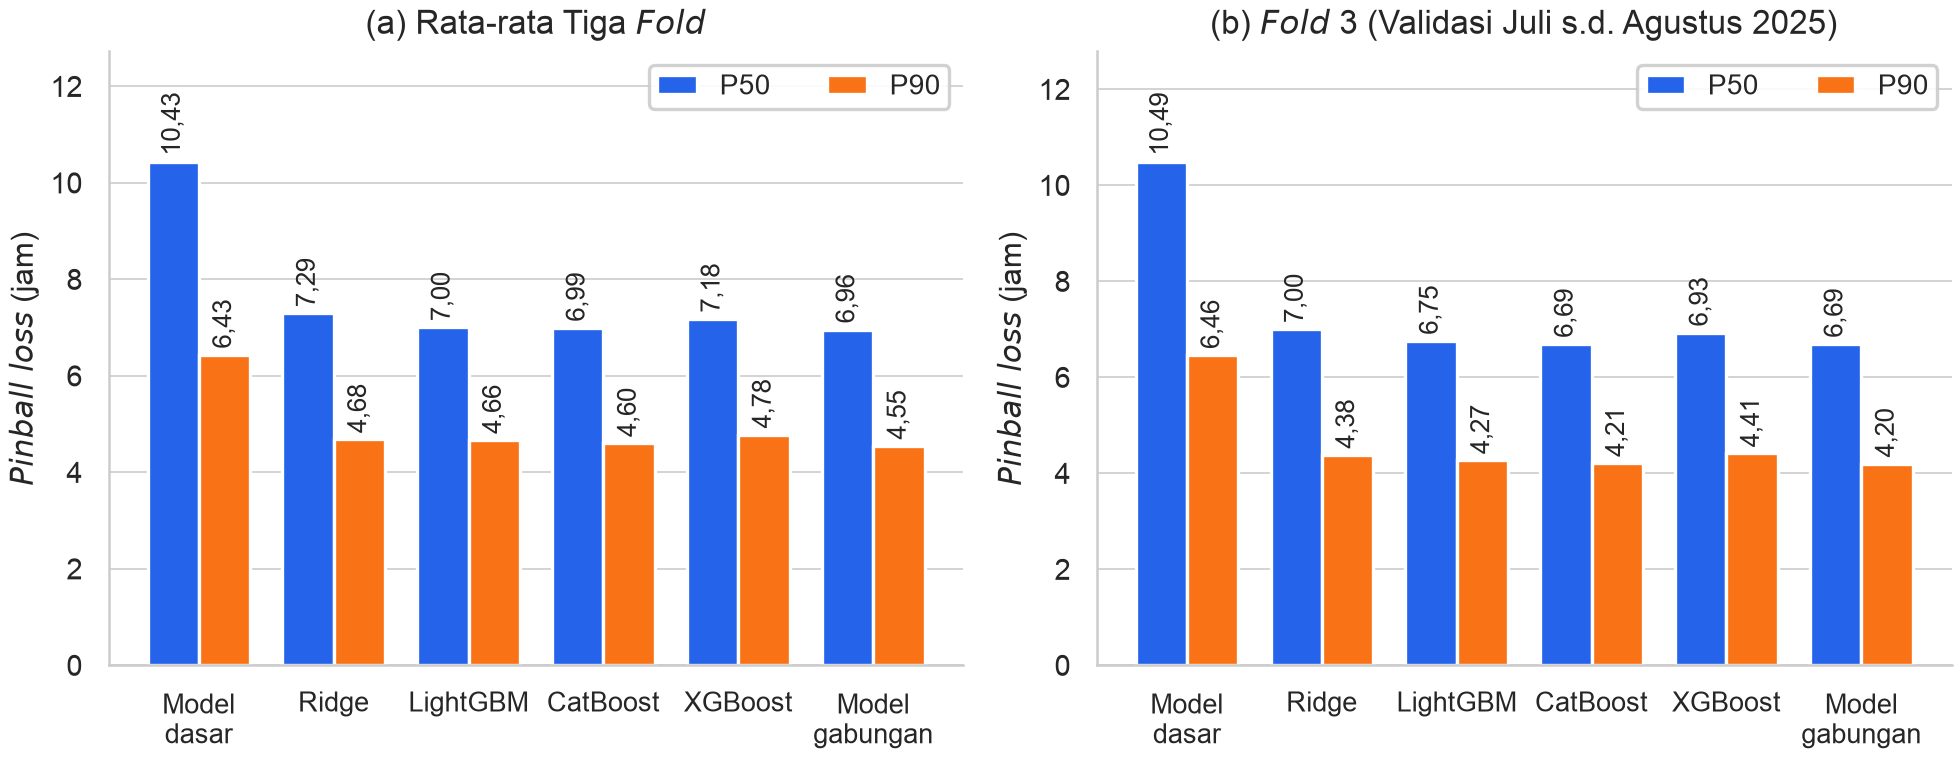 (a) Rata-rata Tiga Fold
P50 P90
Pinball loss (jam)
12
10
8
6
4
2
0
10,43
6,43
7,29
4,68
7,00
4,66
6,99
4,60
7,18
4,78
6,96
4,55
Model
dasar
Ridge
LightGBM
CatBoost
XGBoost
Model
gabungan
(b) Fold 3 (Validasi Juli s.d. Agustus 2025)
P50 P90
Pinball loss (jam)
12
10
8
6
4
2
0
10,49
6,46
7,00
4,38
6,75
4,27
6,69
4,21
6,93
4,41
6,69
4,20
Model
dasar
Ridge
LightGBM
CatBoost
XGBoost
Model
gabungan